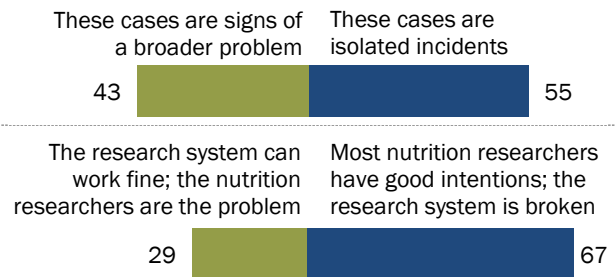 These cases are signs of
a broader problem
These cases are
isolated incidents
43
55
The research system can
work fine; the nutrition
researchers are the problem
Most nutrition researchers
have good intentions; the
research system is broken
29
67